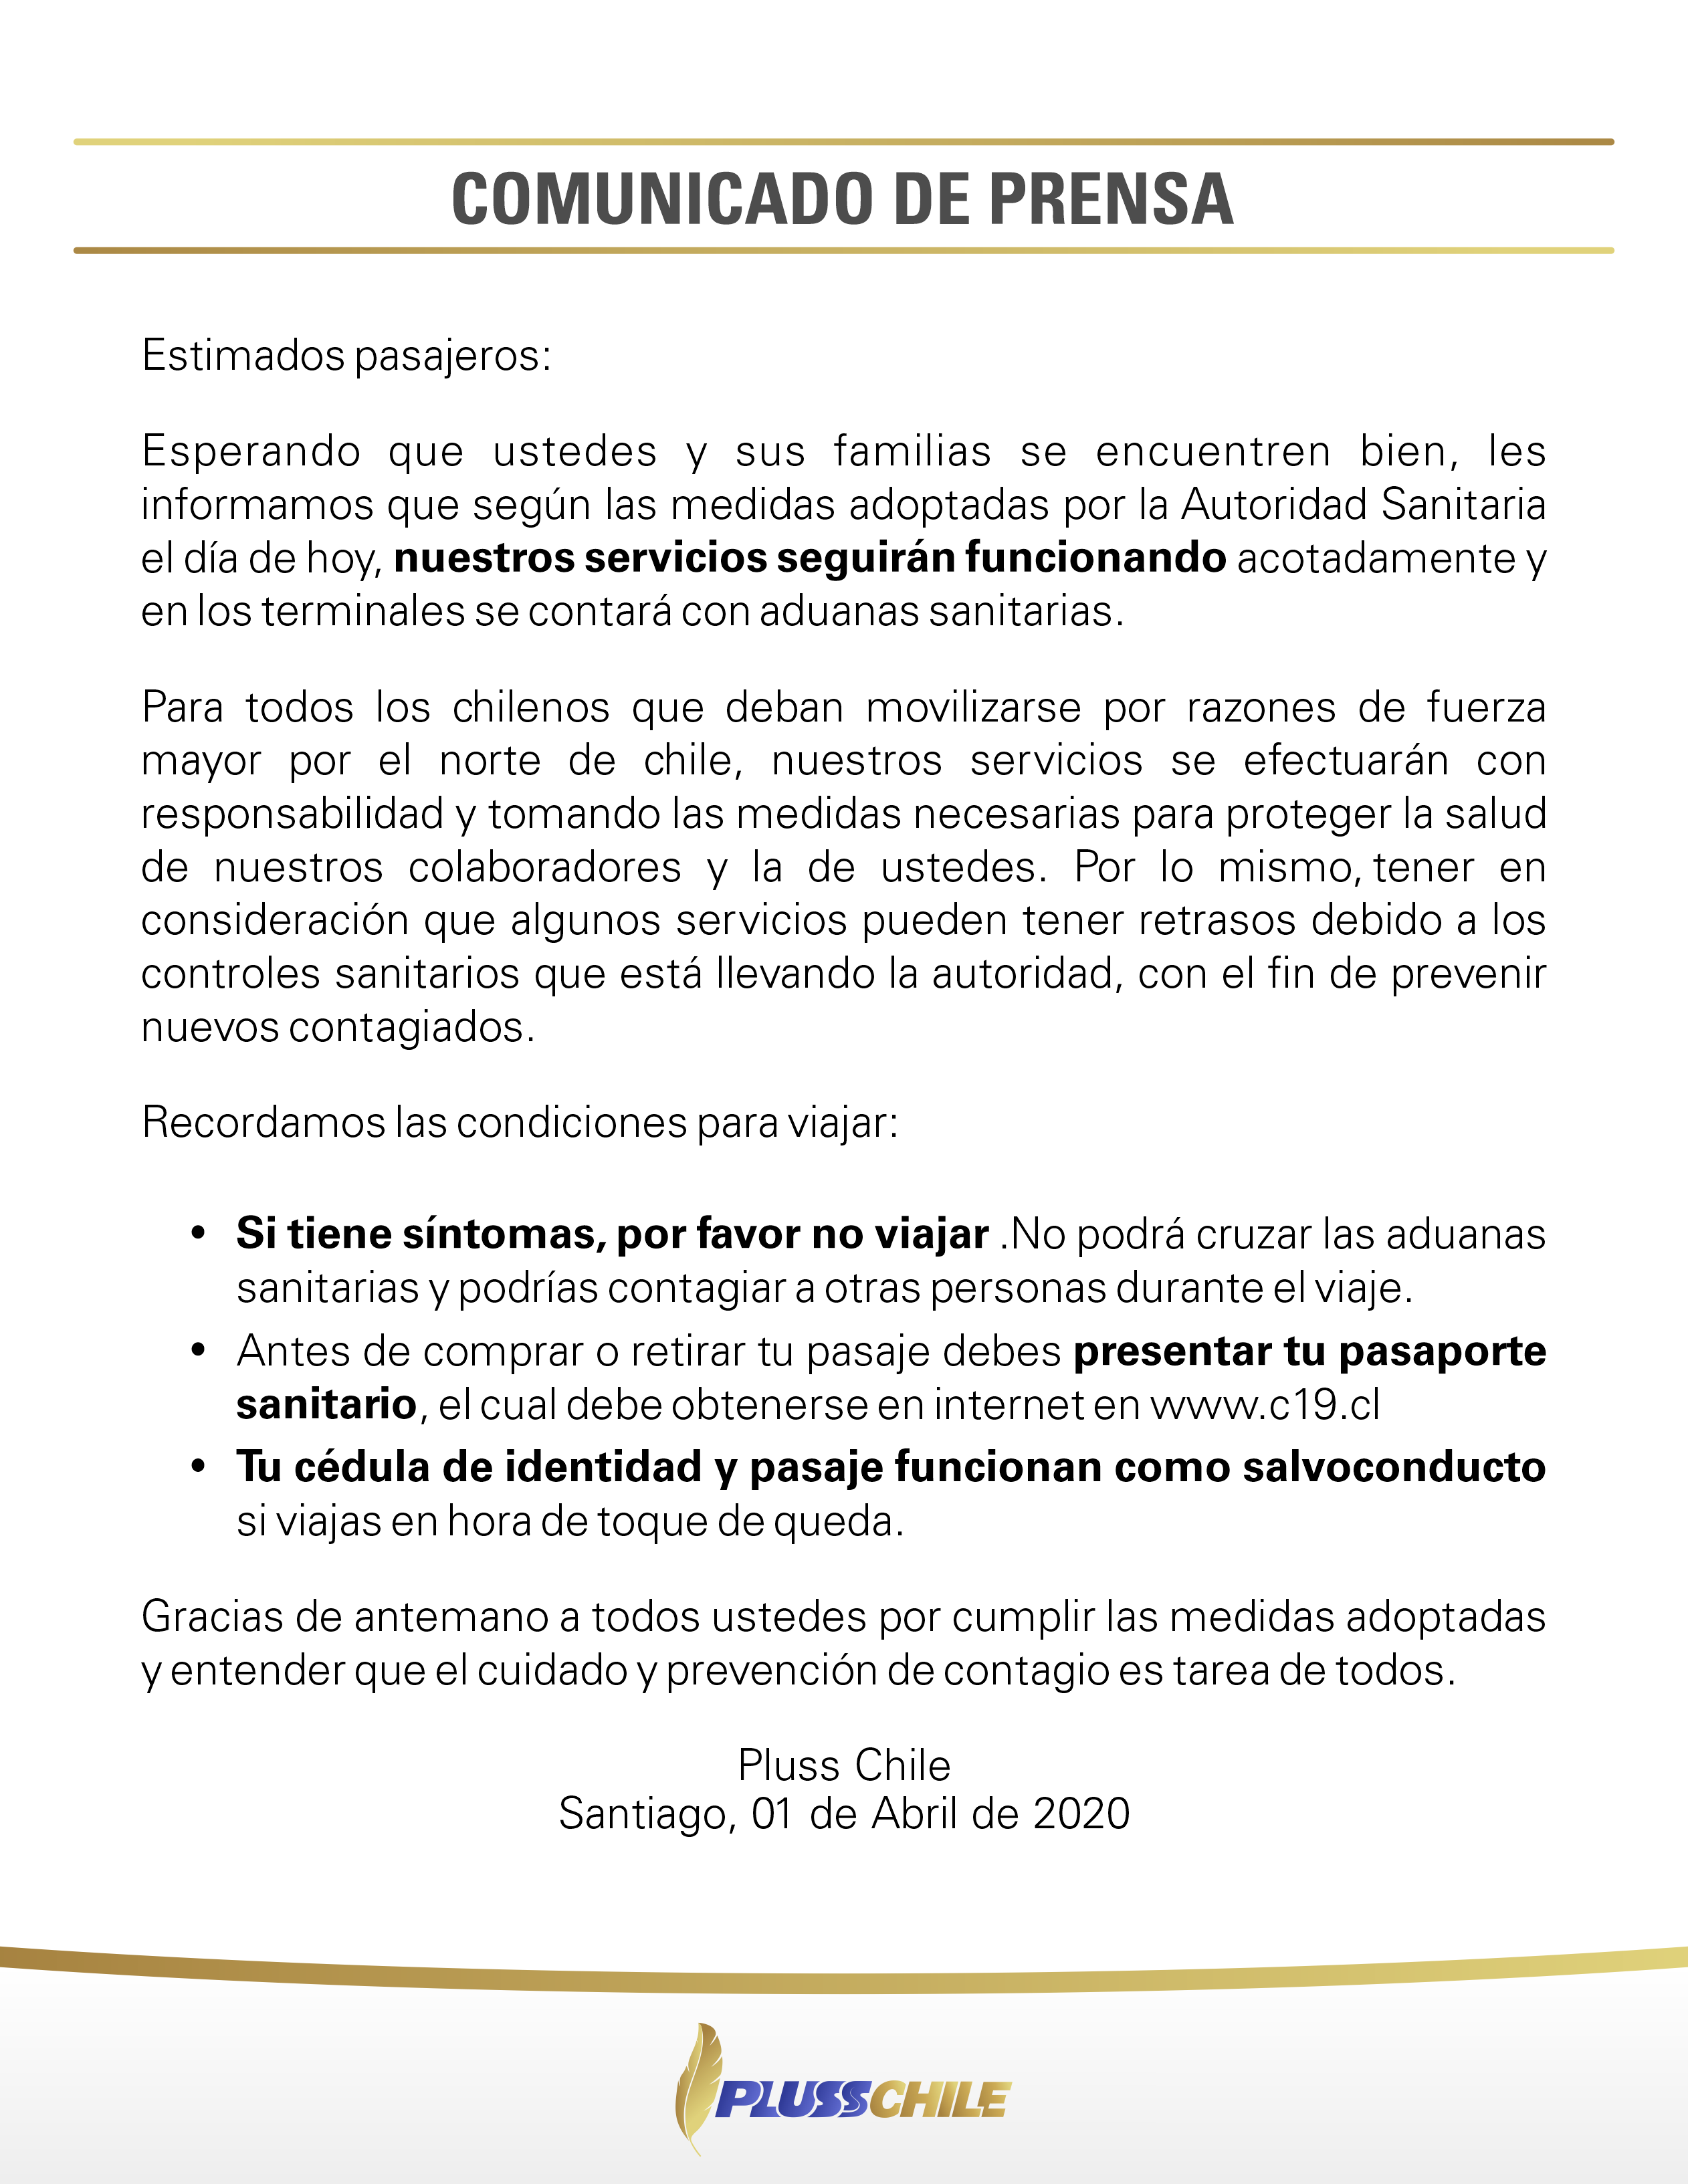 COMUNICADO DE PRENSA
Estimados pasajeros:
Esperando que ustedes y sus familias se encuentren bien, les
informamos que según las medidas adoptadas por la Autoridad Sanitaria
el día de hoy, nuestros servicios seguirán funcionando acotadamente y
en los terminales se contará con aduanas sanitarias.
Para todos los chilenos que deban movilizarse por razones de fuerza
mayor por el norte de chile, nuestros servicios se efectuarán con
responsabilidad y tomando las medidas necesarias para proteger la salud
de nuestros colaboradores y la de ustedes. Por lo mismo, tener en
consideración que algunos servicios pueden tener retrasos debido a los
controles sanitarios que está llevando la autoridad, con el fin de prevenir
nuevos contagiados.
Recordamos las condiciones para viajar:
• Si tiene síntomas, por favor no viajar .No podrá cruzar las aduanas
sanitarias y podrías contagiar a otras personas durante el viaje.
• Antes de comprar o retirar tu pasaje debes presentar tu pasaporte
sanitario, el cual debe obtenerse en internet en www.c19.cl
• Tu cédula de identidad y pasaje funcionan como salvoconducto
si viajas en hora de toque de queda.
Gracias de antemano a todos ustedes por cumplir las medidas adoptadas
y entender que el cuidado y prevención de contagio es tarea de todos.
Pluss Chile
Santiago, 01 de Abril de 2020
PLUSSCHILE